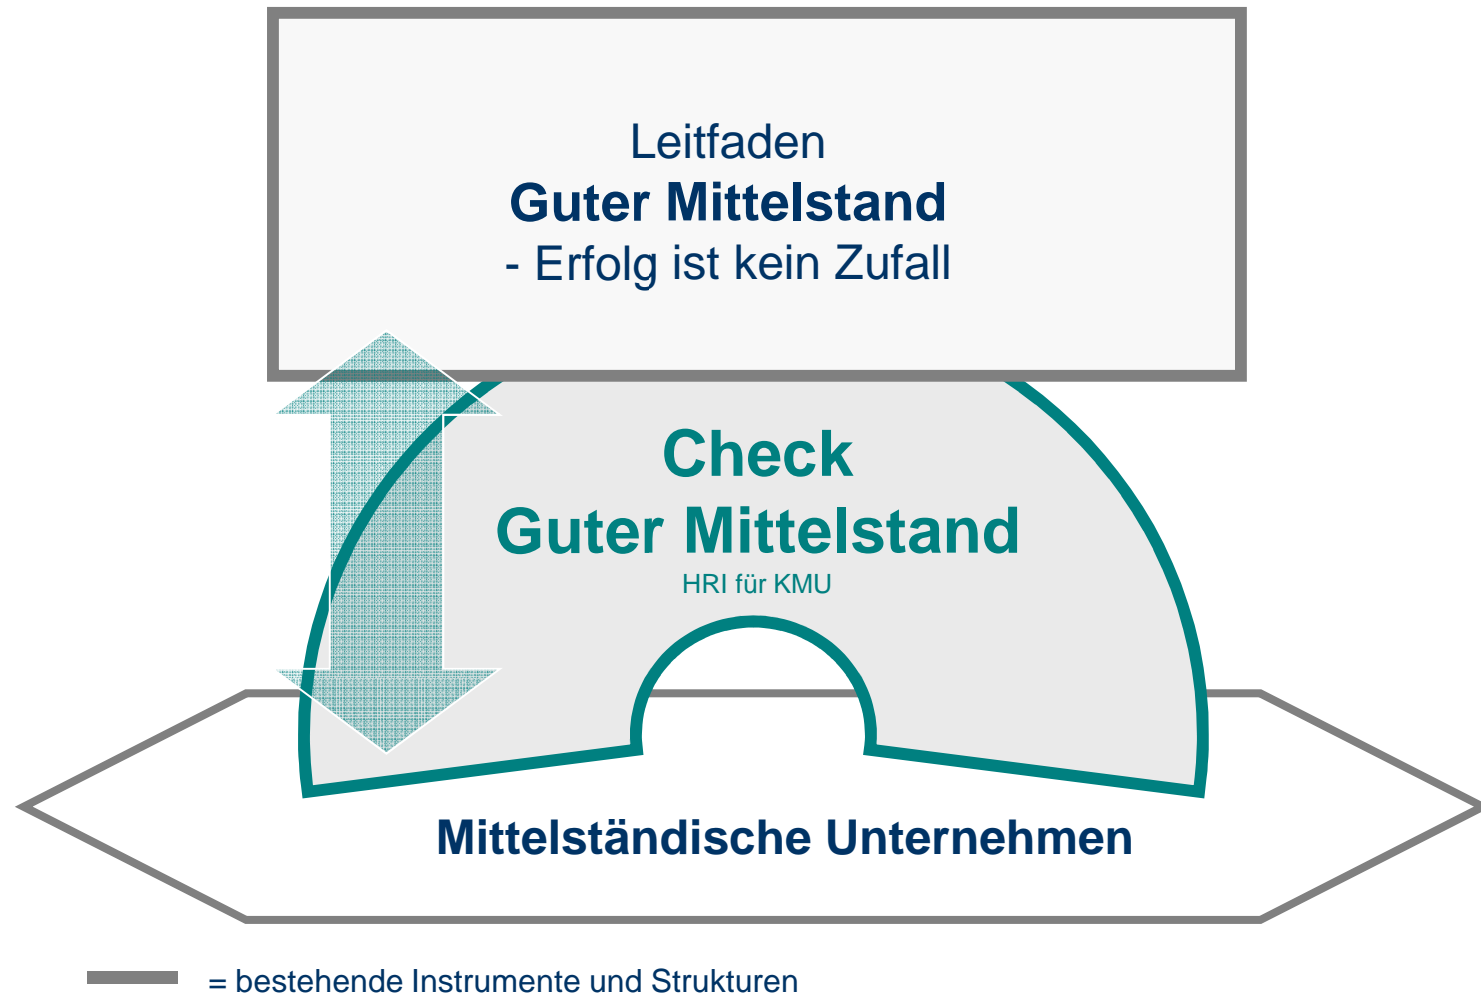 Leitfaden
Guter Mittelstand
- Erfolg ist kein Zufall
Check
Guter Mittelstand
HRI für KMU
Mittelständische Unternehmen
= bestehende Instrumente und Strukturen